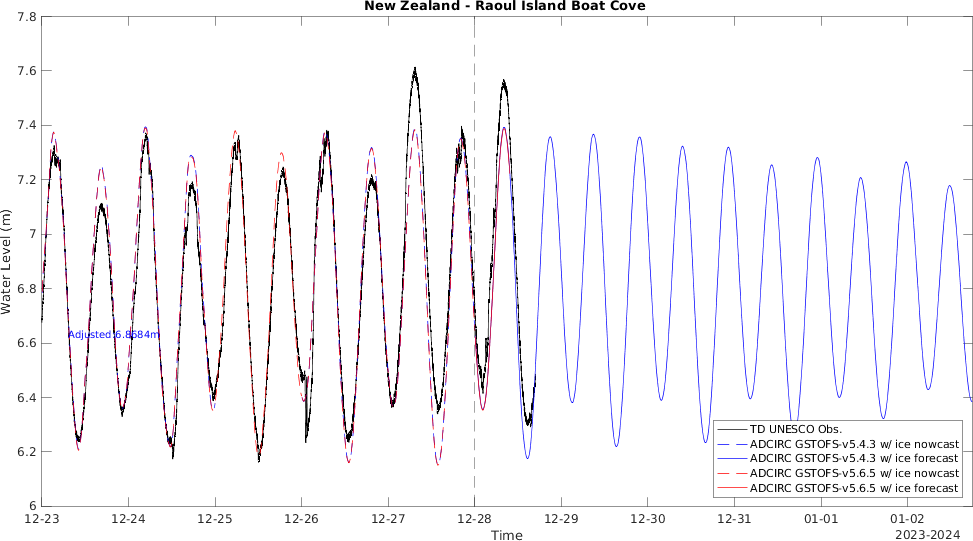 New Zealand - Raoul Island Boat Cove
7.8
7.6
7.4
7.2
7
6.8
6.6
6.4
6.2
6
Water Level (m)
Adjusted 6.8684m
TD UNESCO Obs.
ADCIRC GSTOFS-v5.4.3 w/ ice nowcast
ADCIRC GSTOFS-v5.4.3 w/ ice forecast
ADCIRC GSTOFS-v5.6.5 w/ ice nowcast
ADCIRC GSTOFS-v5.6.5 w/ ice forecast
12-23 12-24 12-25 12-26 12-27 12-28 12-29 12-30 12-31 01-01 01-02
Time
2023-2024